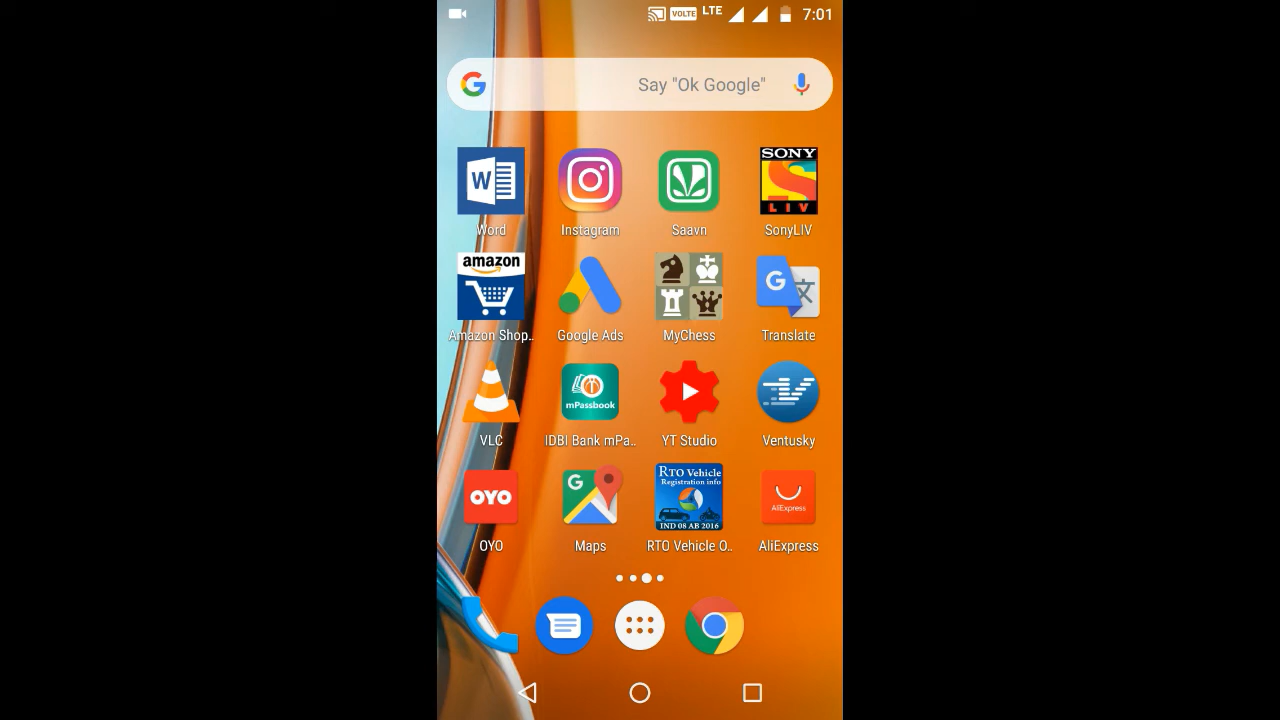 VOLTE LTE 7:01
G Say "Ok Google"
W SONY
LIV
Word Instagram Saavn SonyLIV
amazon
G 文
Amazon Shop.. Google Ads MyChess Translate
mPassbook
VLC IDBI Bank mPa.. YT Studio Ventusky
RTO Vehicle
Registration info
OYO G AliExpress
IND 08 AB 2016
OYO Maps RTO Vehicle O.. AliExpress